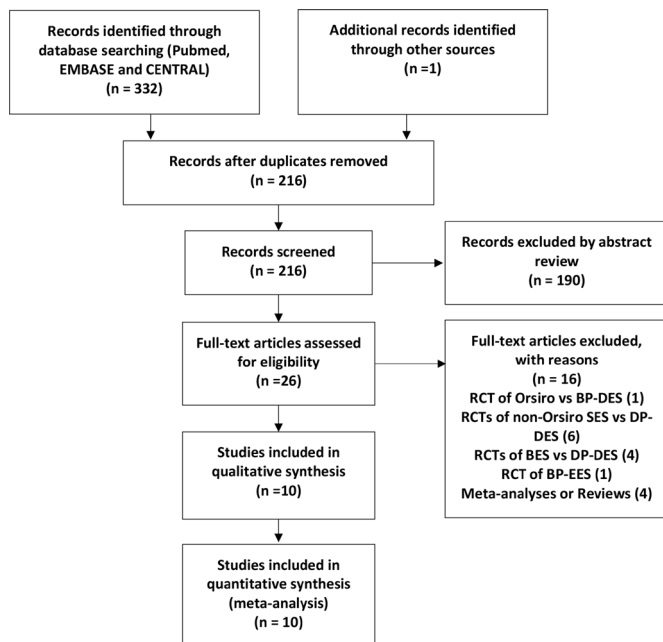 Records identified through
database searching (Pubmed,
EMBASE and CENTRAL)
(n = 332)
Additional records identified
through other sources
(n =1)
Records after duplicates removed
(n = 216)
Records screened
(n = 216)
Records excluded by abstract
review
(n = 190)
Full-text articles assessed
for eligibility
(n =26)
Full-text articles excluded,
with reasons
(n = 16)
RCT of Orsiro vs BP-DES (1)
RCTs of non-Orsiro SES vs DP-
DES (6)
RCTs of BES vs DP-DES (4)
RCT of BP-EES (1)
Meta-analyses or Reviews (4)
Studies included in
qualitative synthesis
(n =10)
Studies included in
quantitative synthesis
(meta-analysis)
(n = 10)